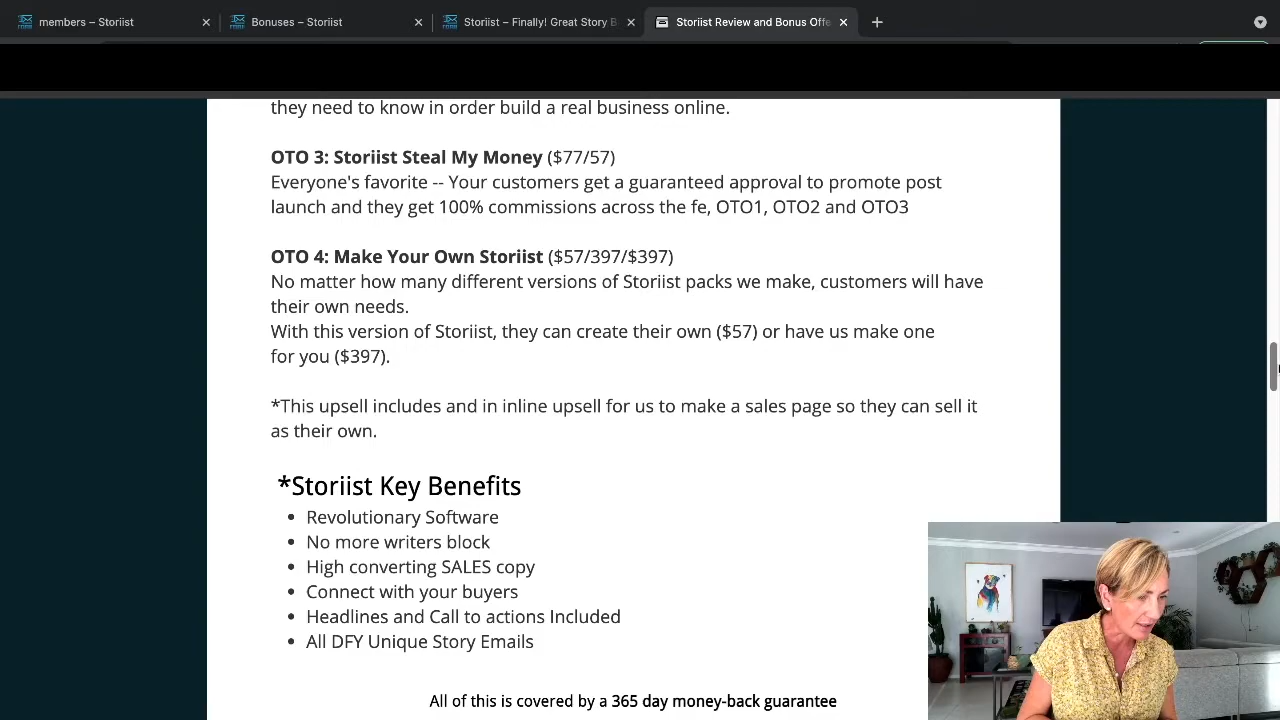 members – Storiist
Bonuses – Storiist
Storiist – Finally! Great Story B
Storiist Review and Bonus Offe
they need to know in order build a real business online.
OTO 3: Storiist Steal My Money ($77/57)
Everyone's favorite -- Your customers get a guaranteed approval to promote post
launch and they get 100% commissions across the fe, OTO1, OTO2 and OTO3
OTO 4: Make Your Own Storiist ($57/397/$397)
No matter how many different versions of Storiist packs we make, customers will have
their own needs.
With this version of Storiist, they can create their own ($57) or have us make one
for you ($397).
*This upsell includes and in inline upsell for us to make a sales page so they can sell it
as their own.
*Storiist Key Benefits
• Revolutionary Software
• No more writers block
• High converting SALES copy
• Connect with your buyers
• Headlines and Call to actions Included
• All DFY Unique Story Emails
All of this is covered by a 365 day money-back guarantee